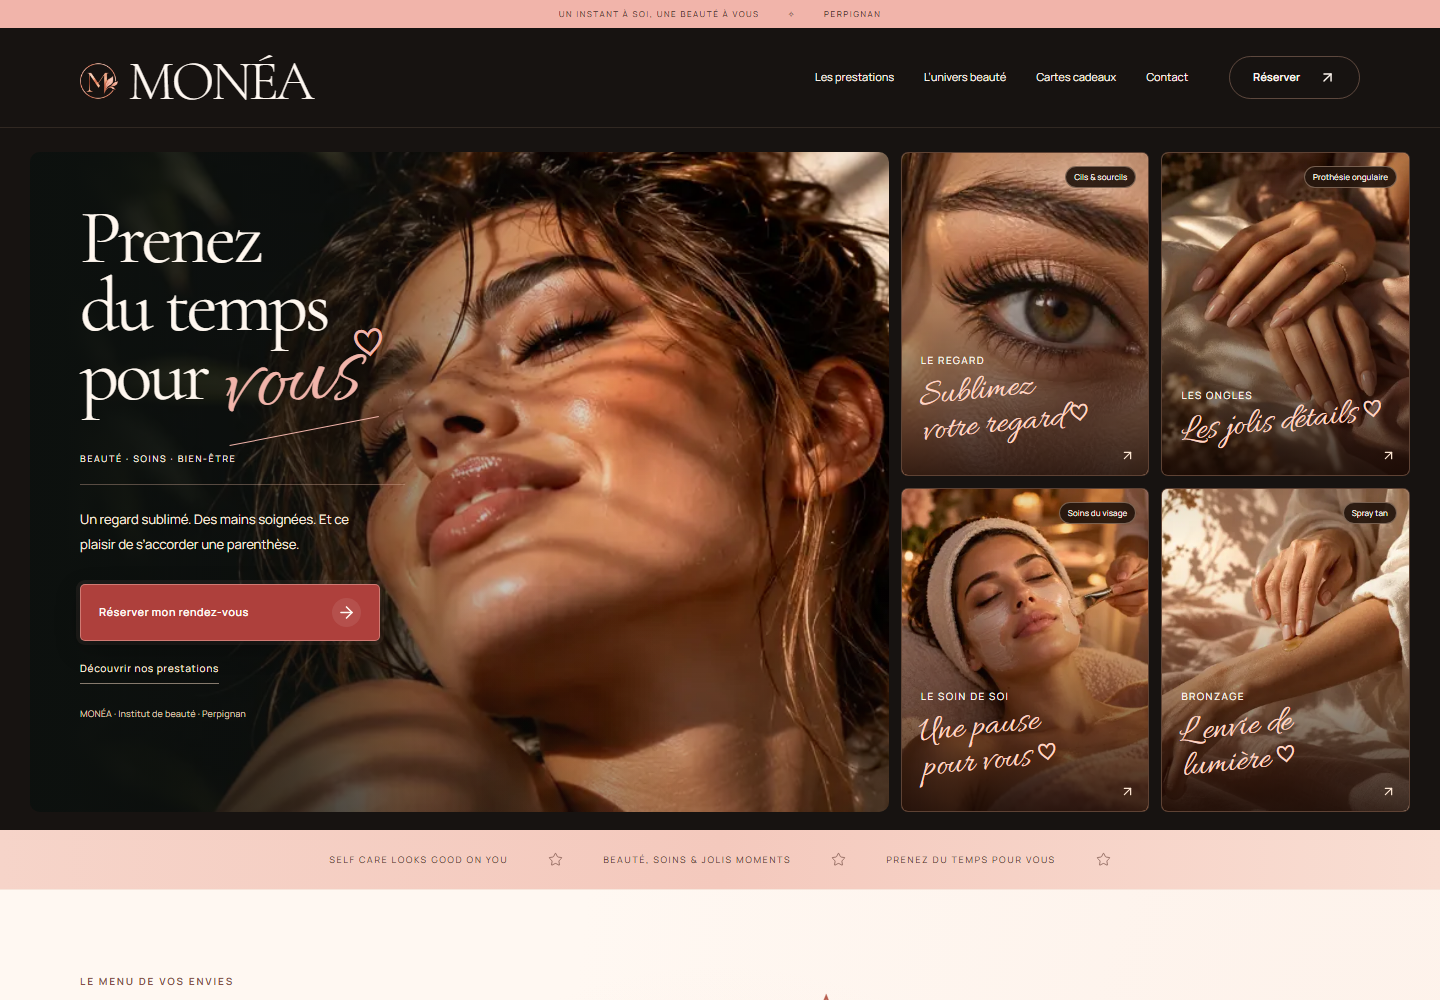 UN INSTANT À SOI, UNE BEAUTÉ À VOUS ✧ PERPIGNAN
M MONÉA
Les prestations L'univers beauté Cartes cadeaux Contact Réserver
Prenez
du temps
pour vous
BEAUTÉ · SOINS · BIEN-ÊTRE
Un regard sublimé. Des mains soignées. Et ce
plaisir de s'accorder une parenthèse.
Réserver mon rendez-vous
Découvrir nos prestations
MONÉA · Institut de beauté · Perpignan
Cils & sourcils
LE REGARD
Sublimez
votre regard
Prothésie ongulaire
LES ONGLES
Les jolis détails
Soins du visage
LE SOIN DE SOI
Une pause
pour vous
Spray tan
BRONZAGE
L'envie de
lumière
SELF CARE LOOKS GOOD ON YOU BEAUTÉ, SOINS & JOLIS MOMENTS PRENEZ DU TEMPS POUR VOUS
LE MENU DE VOS ENVIES